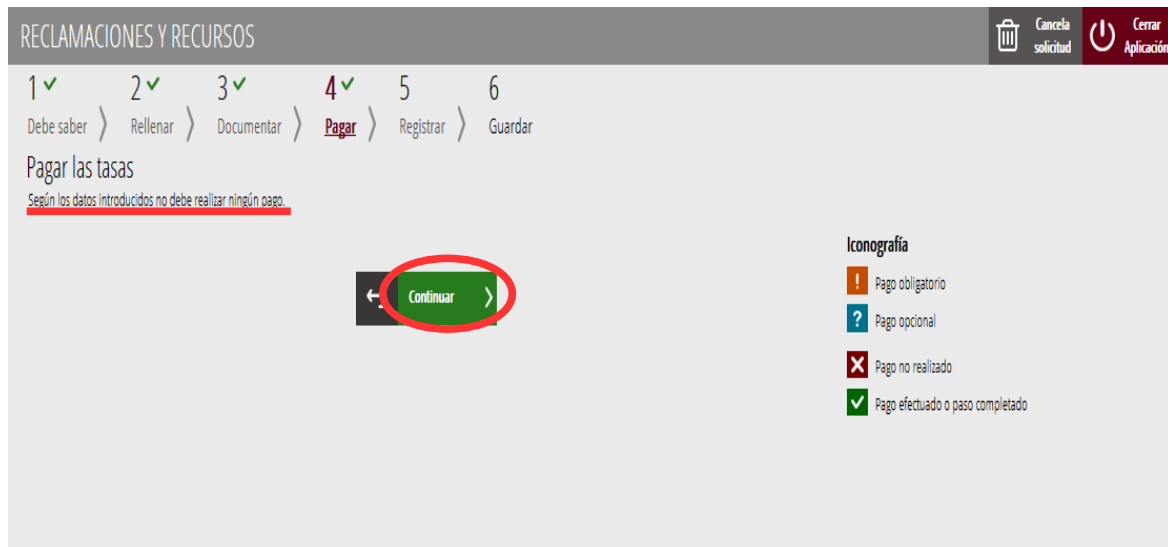 RECLAMACIONES Y RECURSOS
Cancela
solicitud
Cerrar
Aplicación
1 2 3 4 5 6
Debe saber Rellenar Documentar Pagar Registrar Guardar
Pagar las tasas
Según los datos introducidos no debe realizar ningún pago.
Continuar
Iconografía
! Pago obligatorio
? Pago opcional
Pago no realizado
Pago efectuado o paso completado